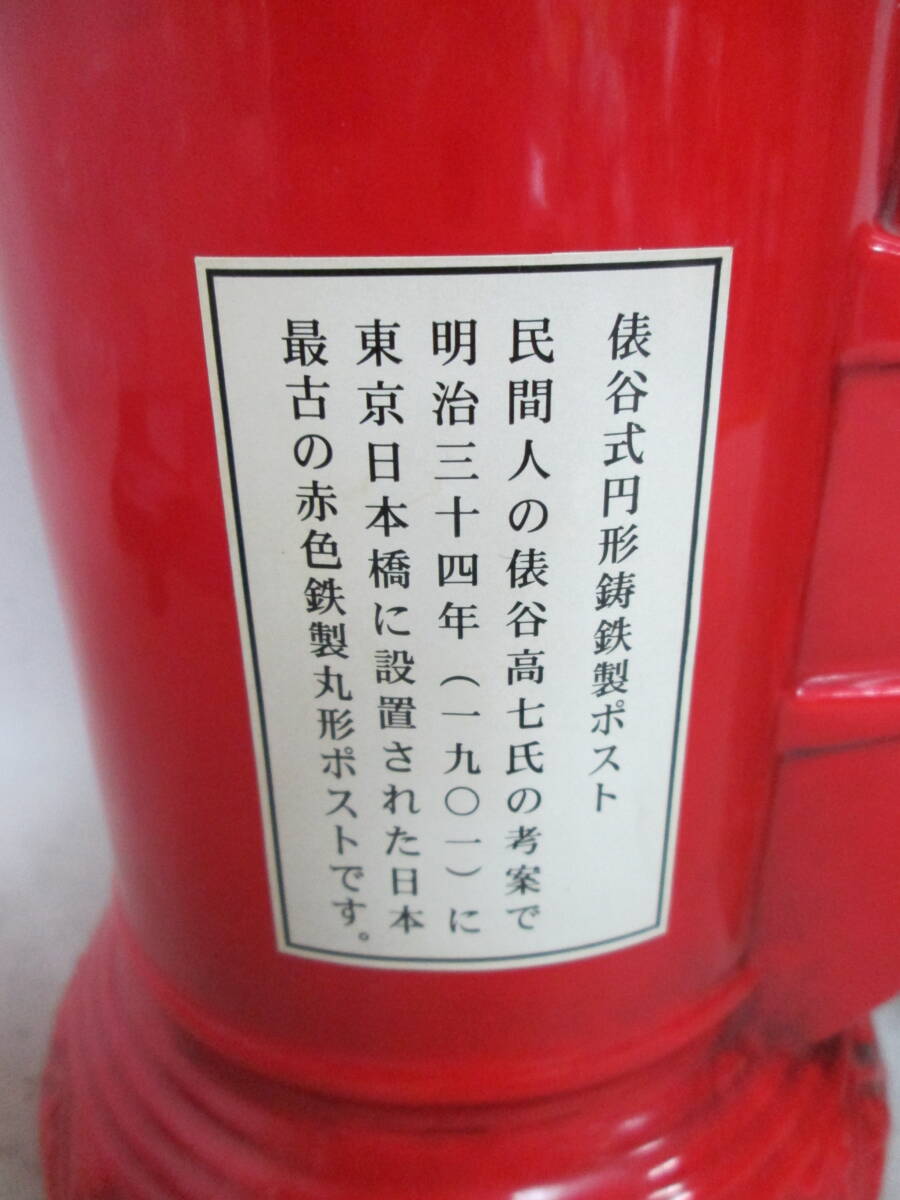 俵谷式円形鋳鉄製ポスト
民間人の俵谷高七氏の考案で
明治三十四年（一九〇一）に
東京日本橋に設置された日本
最古の赤色鉄製丸形ポストです。